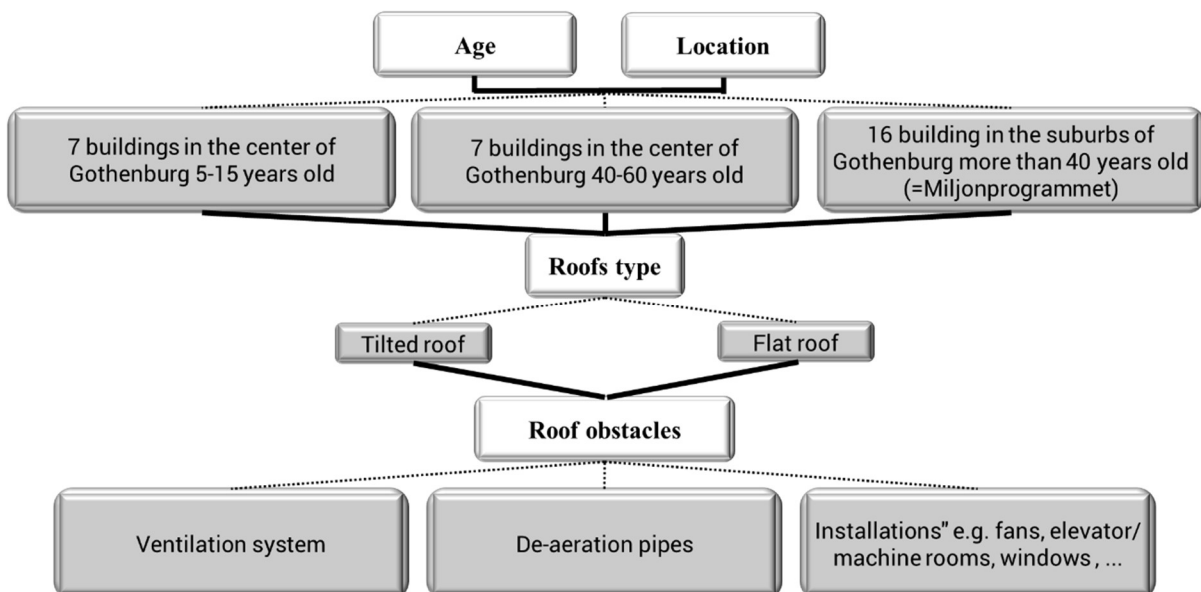 Age
Location
7 buildings in the center of
Gothenburg 5-15 years old
7 buildings in the center of
Gothenburg 40-60 years old
16 building in the suburbs of
Gothenburg more than 40 years old
(=Miljonprogrammet)
Roofs type
Tilted roof
Flat roof
Roof obstacles
Ventilation system
De-aeration pipes
Installations" e.g. fans, elevator/
machine rooms, windows , ...